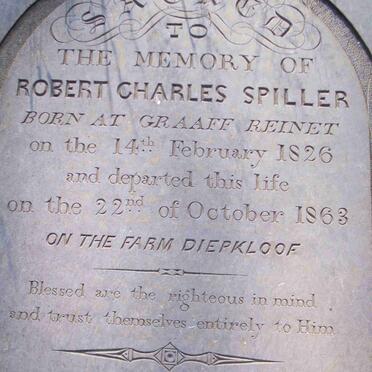 SACRED
TO
THE MEMORY OF
ROBERT CHARLES SPILLER
BORN AT GRAAFF REINET
on the 14th February 1826
and departed this life
on the 22nd of October 1863
ON THE FARM DIEPKLOOF
Blessed are the righteous in mind
and trust themselves entirely to Him